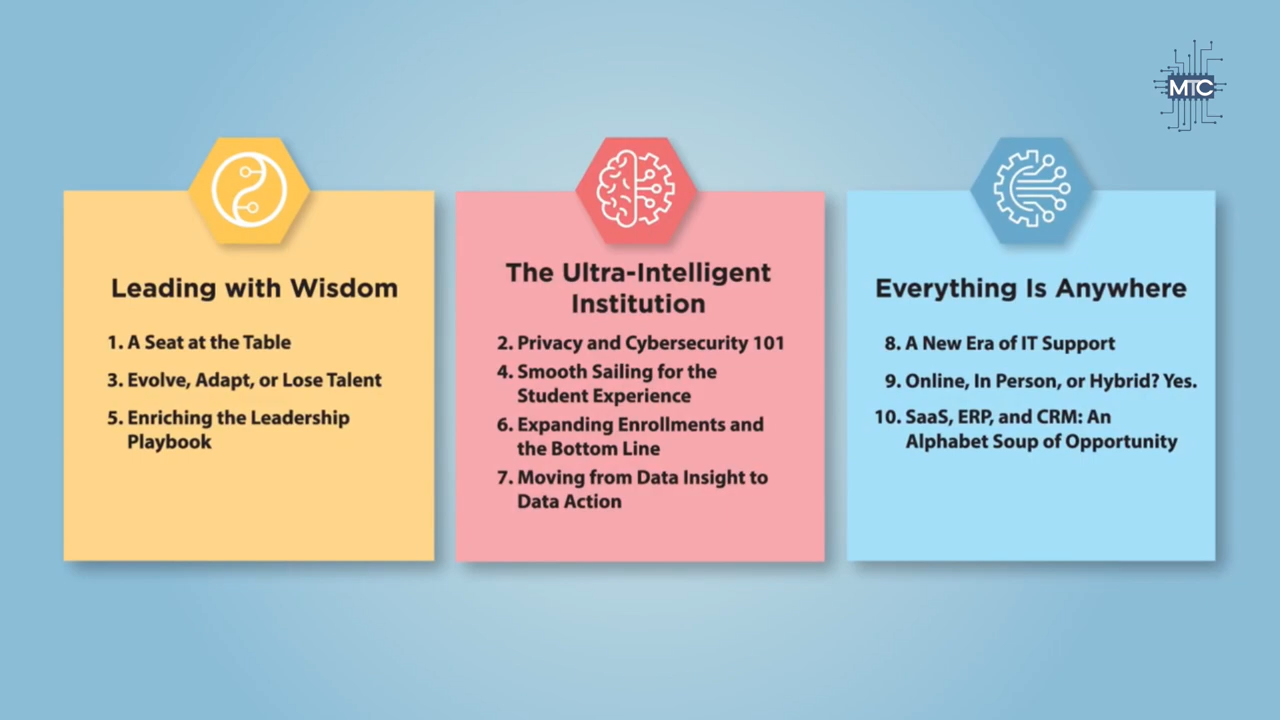 MTC
Leading with Wisdom
1. A Seat at the Table
3. Evolve, Adapt, or Lose Talent
5. Enriching the Leadership
Playbook
The Ultra-Intelligent
Institution
2. Privacy and Cybersecurity 101
4. Smooth Sailing for the
Student Experience
6. Expanding Enrollments and
the Bottom Line
7. Moving from Data Insight to
Data Action
Everything Is Anywhere
8. A New Era of IT Support
9. Online, In Person, or Hybrid? Yes.
10. SaaS, ERP, and CRM: An
Alphabet Soup of Opportunity